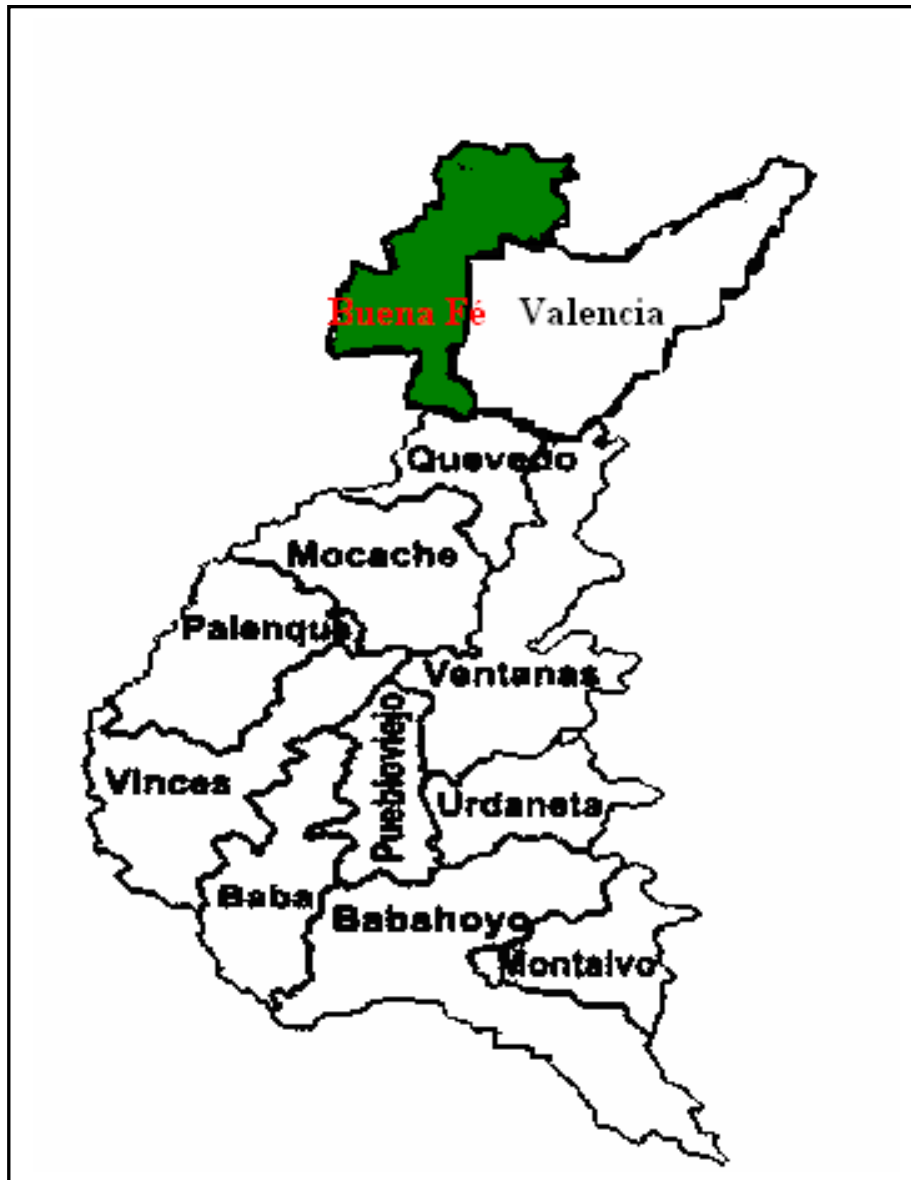 Buena Fé
Valencia
Quevedo
Mocache
Palenque
Ventanas
Puebloviejo
Vinces
Urdaneta
Baba
Babahoyo
Montalvo